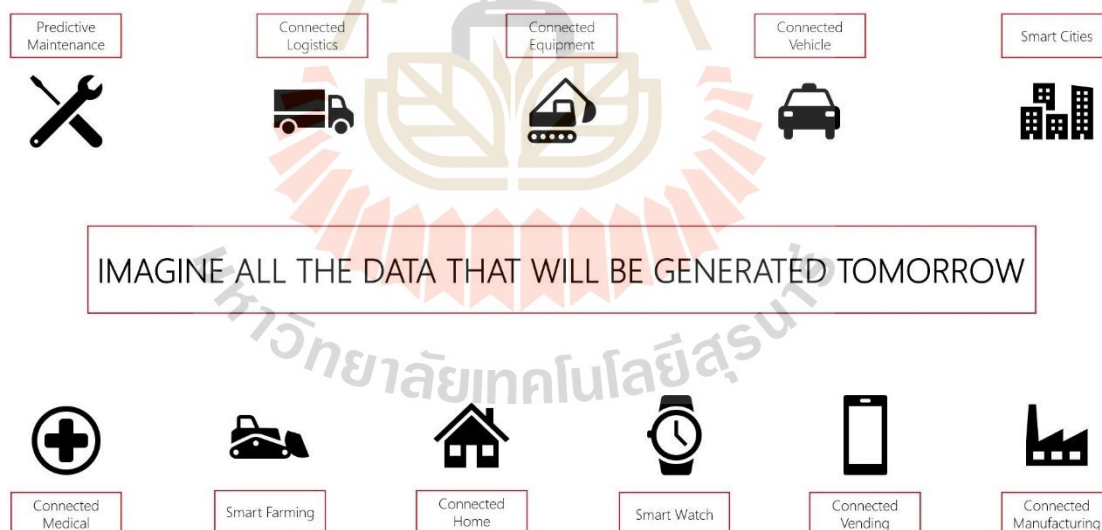 Predictive
Maintenance
Connected
Logistics
Connected
Equipment
Connected
Vehicle
Smart Cities
IMAGINE ALL THE DATA THAT WILL BE GENERATED TOMORROW
มหาวิทยาลัยเทคโนโลยีสุรนารี
Connected
Medical
Smart Farming
Connected
Home
Smart Watch
Connected
Vending
Connected
Manufacturing